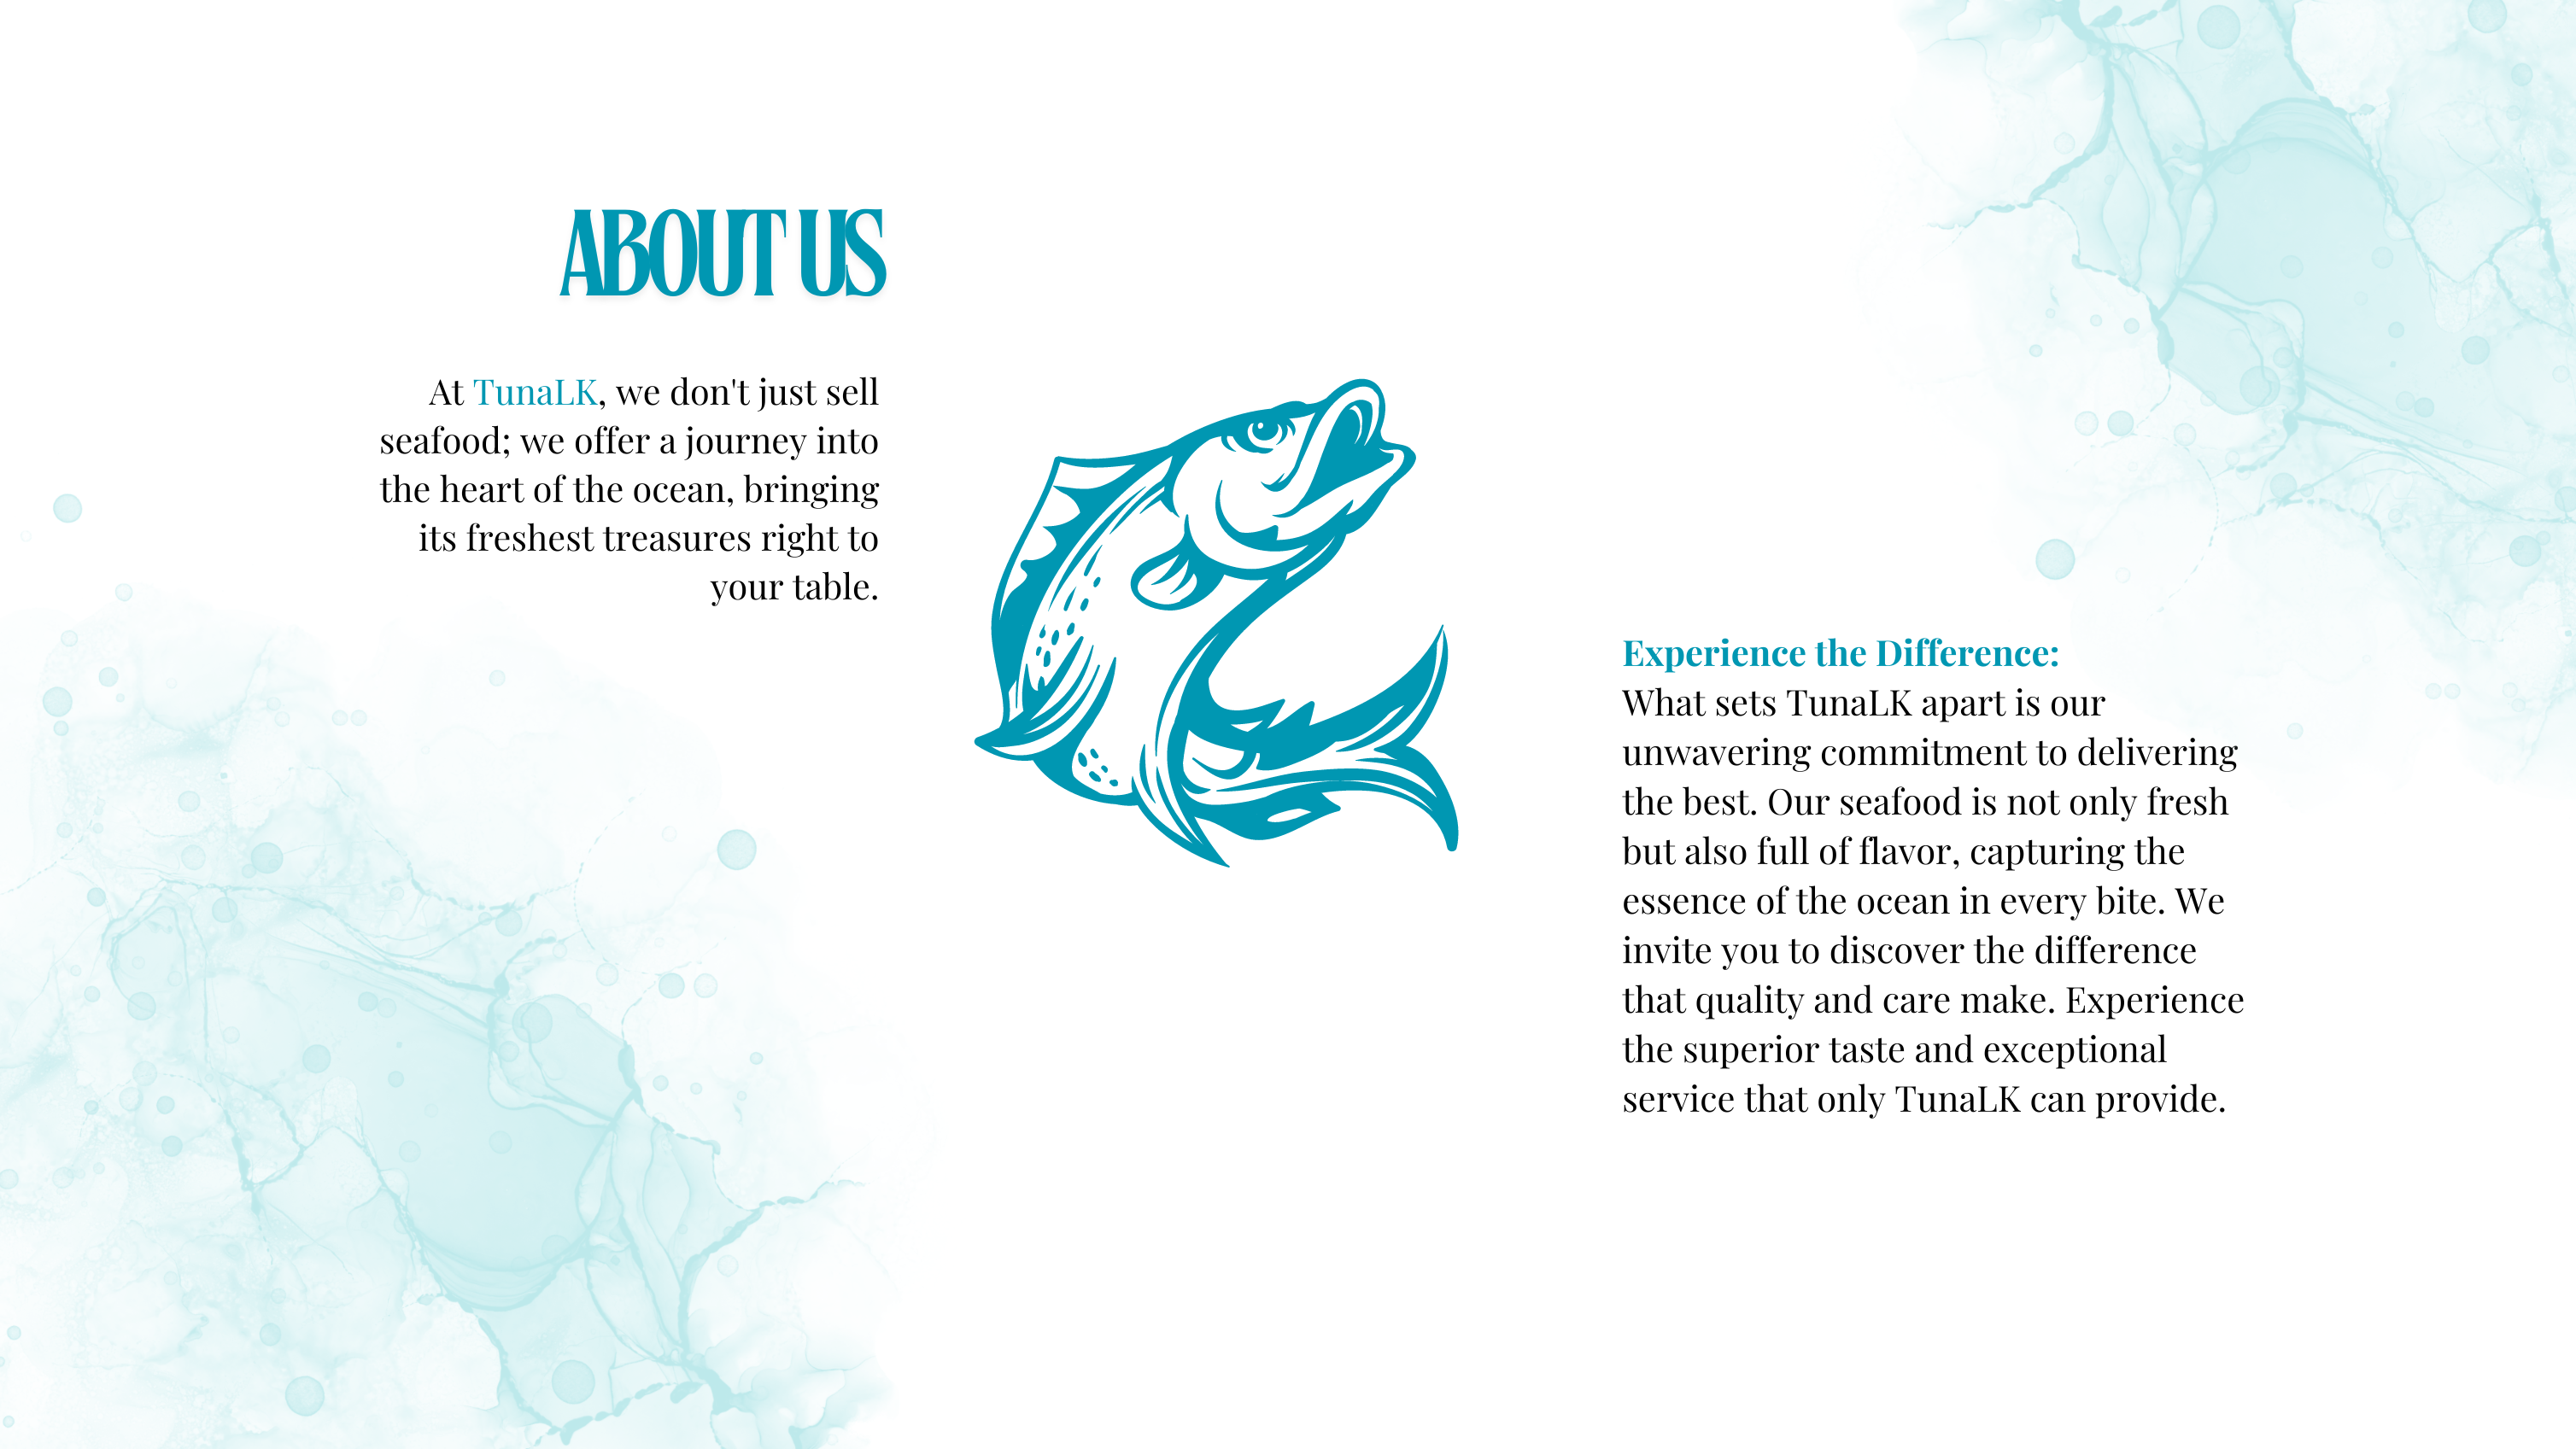 ABOUT US
At TunaLK, we don't just sell
seafood; we offer a journey into
the heart of the ocean, bringing
its freshest treasures right to
your table.
Experience the Difference:
What sets TunaLK apart is our
unwavering commitment to delivering
the best. Our seafood is not only fresh
but also full of flavor, capturing the
essence of the ocean in every bite. We
invite you to discover the difference
that quality and care make. Experience
the superior taste and exceptional
service that only TunaLK can provide.